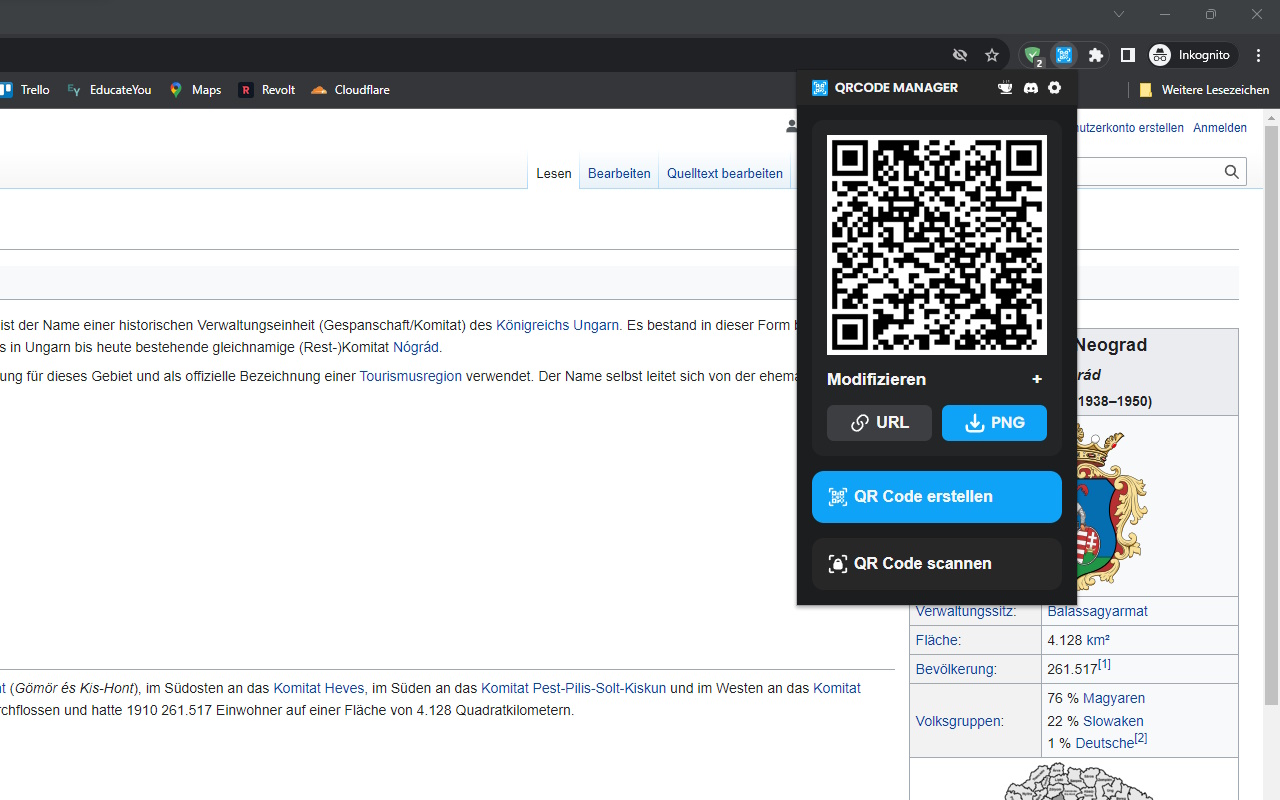 2
Inkognito
Trello
EducateYou
Maps
R Revolt
Cloudflare
Weitere Lesezeichen
QRCODE MANAGER
erstellen Anmelden
Lesen Bearbeiten Quelltext bearbeiten
ist der Name einer historischen Verwaltungseinheit (Gespanschaft/Komitat) des Königreichs Ungarn. Es bestand in dieser Form
s in Ungarn bis heute bestehende gleichnamige (Rest-)Komitat Nógrád.
ung für dieses Gebiet und als offizielle Bezeichnung einer Tourismusregion verwendet. Der Name selbst leitet sich von der ehema
Modifizieren +
URL
PNG
QR Code erstellen
QR Code scannen
Neograd
rád
1938–1950)
Verwaltungssitz: Balassagyarmat
Fläche: 4.128 km²
Bevölkerung: 261.517[1]
Volksgruppen: 76 % Magyaren
22 % Slowaken
1 % Deutsche[2]
t (Gömör és Kis-Hont), im Südosten an das Komitat Heves, im Süden an das Komitat Pest-Pilis-Solt-Kiskun und im Westen an das Komitat
rchflossen und hatte 1910 261.517 Einwohner auf einer Fläche von 4.128 Quadratkilometern.